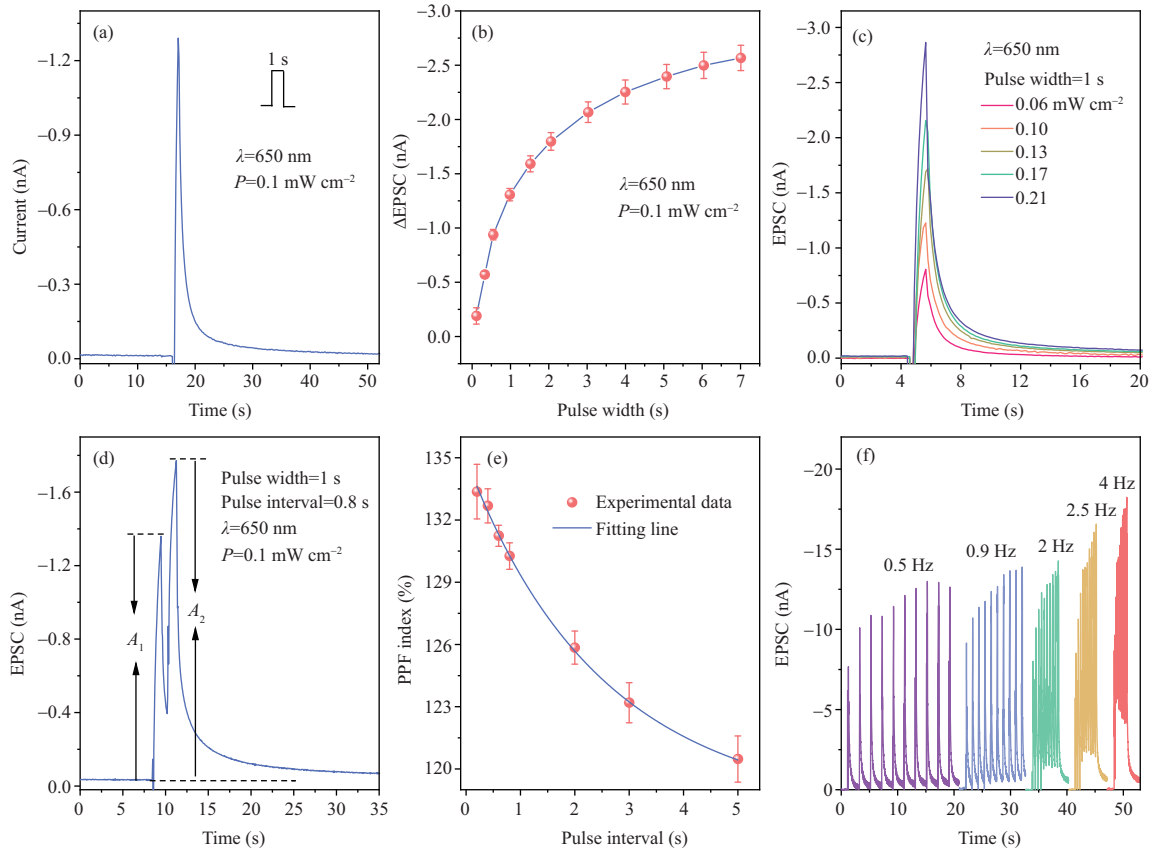 (a)
1 s
λ=650 nm
P=0.1 mW cm−2
Current (nA)
−1.2
−0.9
−0.6
−0.3
0.0
0 10 20 30 40 50
Time (s)
(b)
λ=650 nm
P=0.1 mW cm−2
ΔEPSC (nA)
−3.0
−2.5
−2.0
−1.5
−1.0
−0.5
0.0
0 1 2 3 4 5 6 7
Pulse width (s)
(c)
λ=650 nm
Pulse width=1 s
0.06 mW cm−2
0.10
0.13
0.17
0.21
EPSC (nA)
−3.0
−2.5
−2.0
−1.5
−1.0
−0.5
0.0
0 4 8 12 16 20
Time (s)
(d)
Pulse width=1 s
Pulse interval=0.8 s
λ=650 nm
P=0.1 mW cm−2
A1
A2
EPSC (nA)
−1.6
−1.2
−0.8
−0.4
0.0
0 5 10 15 20 25 30 35
Time (s)
(e)
Experimental data
Fitting line
PPF index (%)
135
132
129
126
123
120
0 1 2 3 4 5
Pulse interval (s)
(f)
4 Hz
2.5 Hz
2 Hz
0.9 Hz
0.5 Hz
EPSC (nA)
−20
−15
−10
−5
0
0 10 20 30 40 50
Time (s)